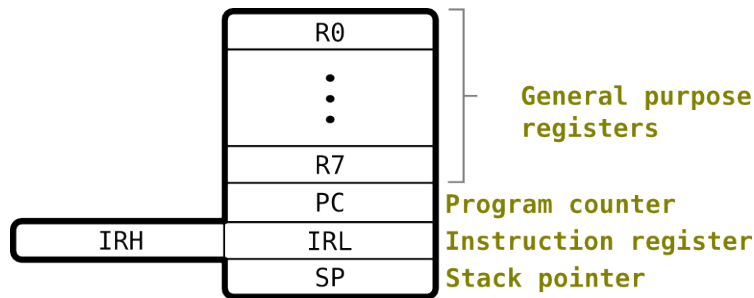 R0
General purpose
registers
R7
PC Program counter
IRH IRL Instruction register
SP Stack pointer